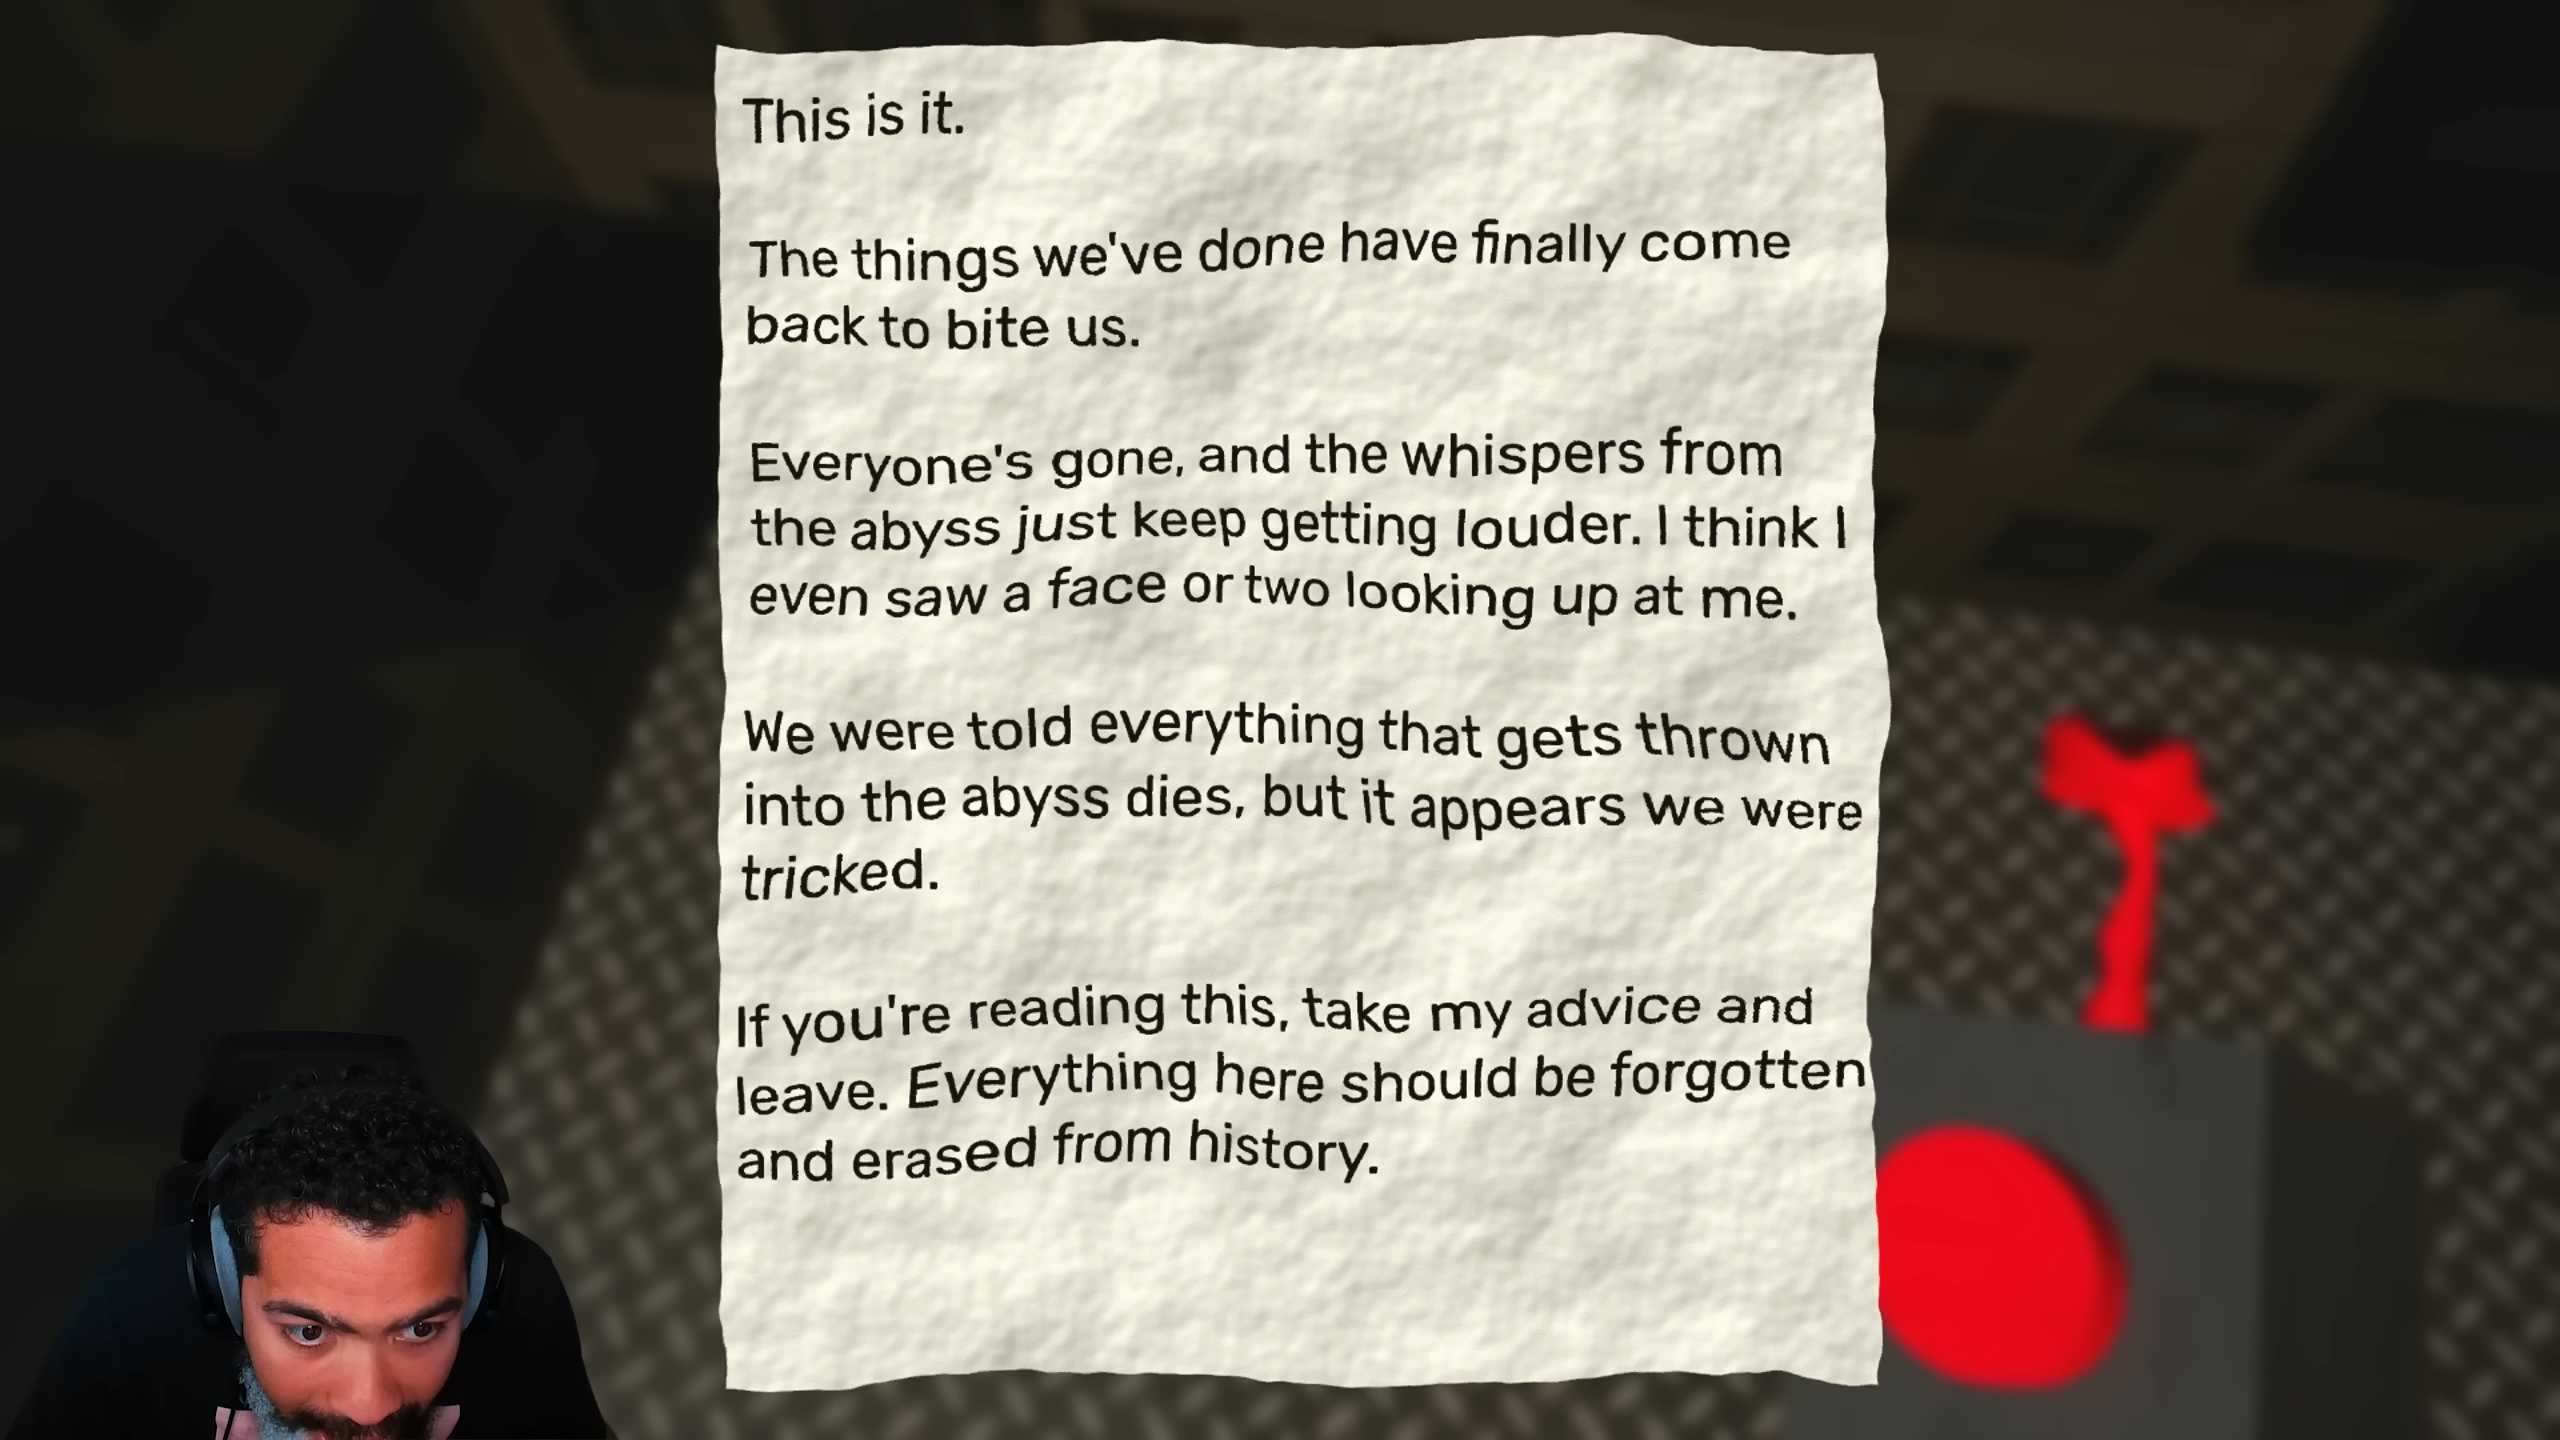 This is it.
The things we've done have finally come
back to bite us.
Everyone's gone, and the whispers from
the abyss just keep getting louder. I think I
even saw a face or two looking up at me.
We were told everything that gets thrown
into the abyss dies, but it appears we were
tricked.
If you're reading this, take my advice and
leave. Everything here should be forgotten
and erased from history.